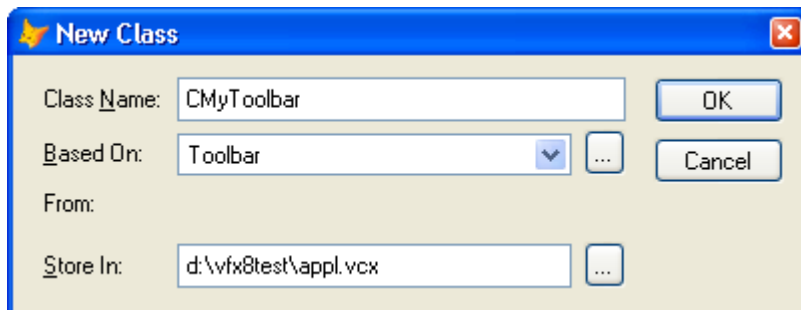 New Class
Class Name: CMyToolbar OK
Based On: Toolbar ... Cancel
From:
Store In: d:\vfx8test\appl.vcx ...